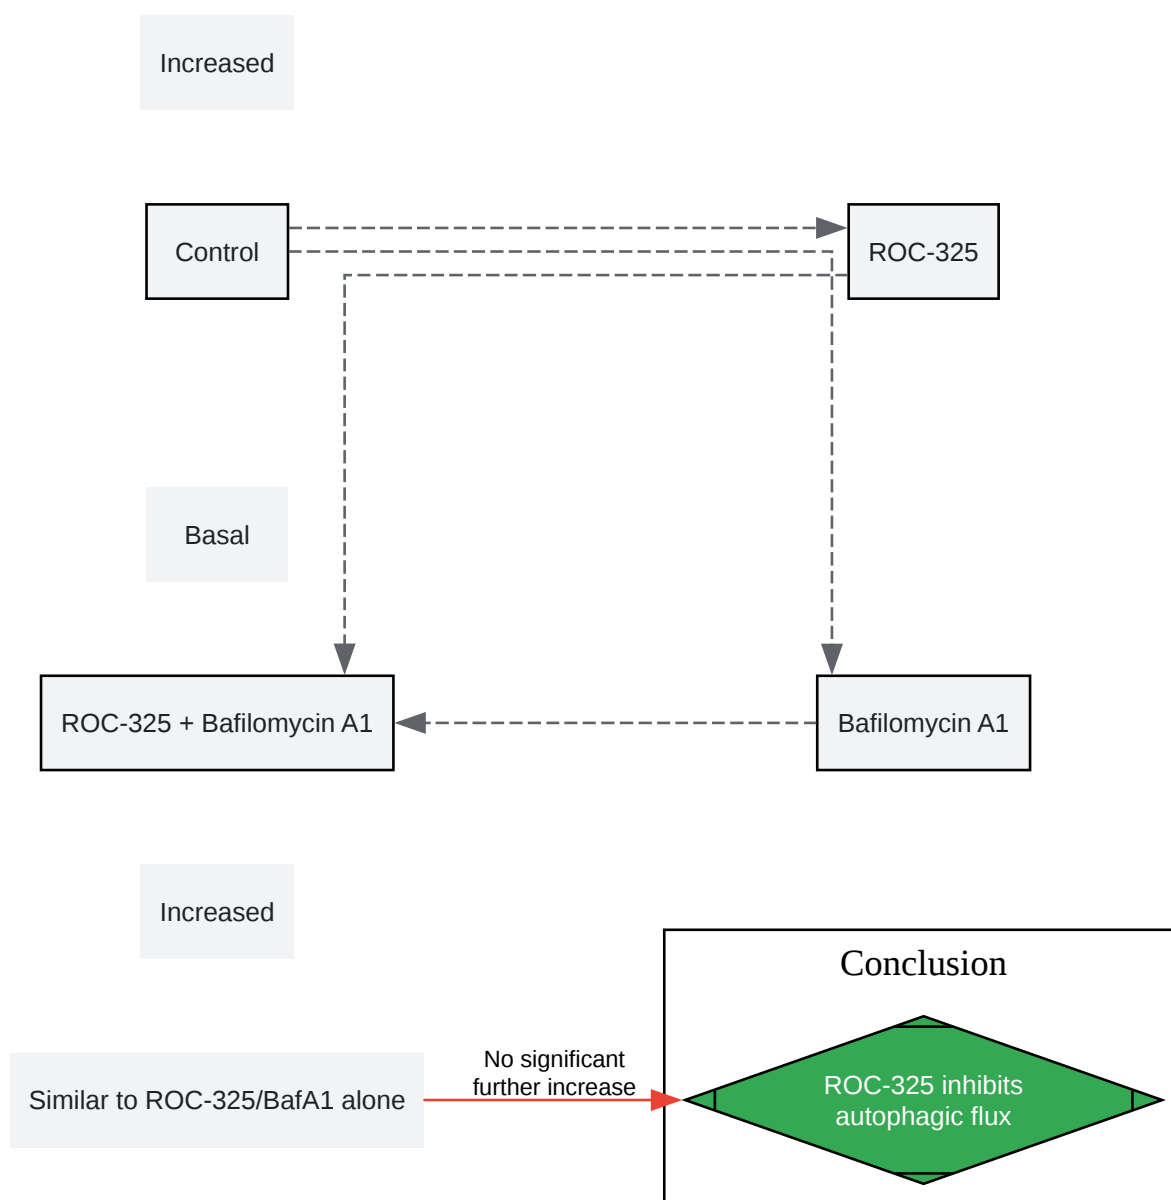 Increased
Control
ROC-325
Basal
ROC-325 + Bafilomycin A1
Bafilomycin A1
Increased
Conclusion
No significant
further increase
Similar to ROC-325/BafA1 alone
ROC-325 inhibits
autophagic flux